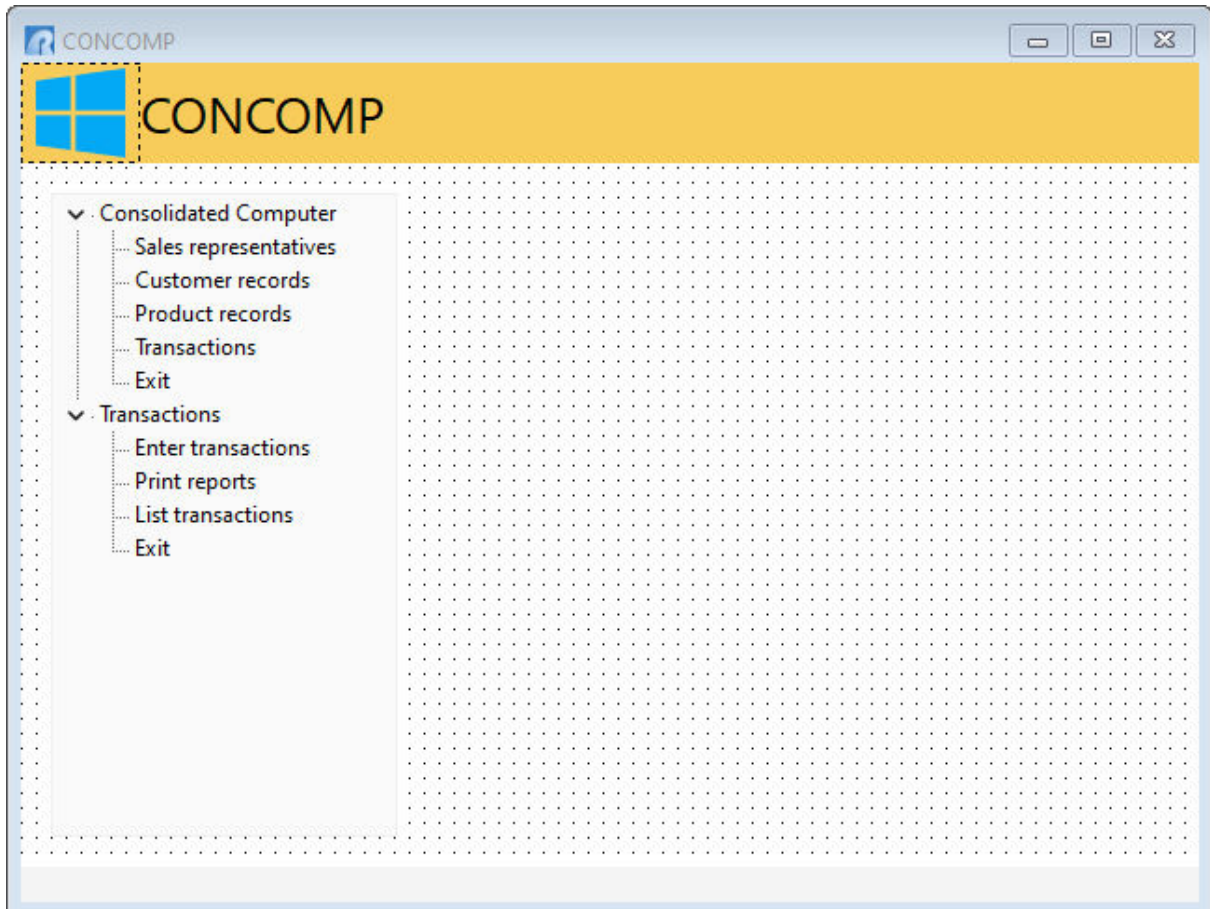 CONCOMP
CONCOMP
Consolidated Computer
Sales representatives
Customer records
Product records
Transactions
Exit
Transactions
Enter transactions
Print reports
List transactions
Exit